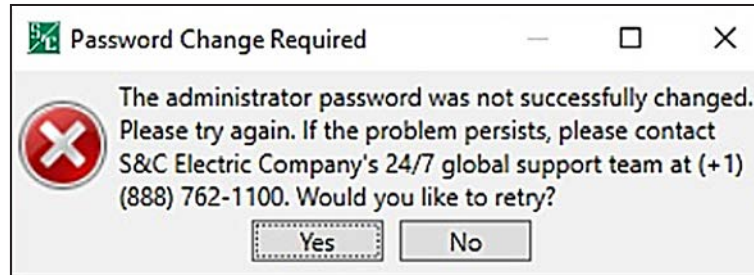 S/C Password Change Required
The administrator password was not successfully changed.
Please try again. If the problem persists, please contact
S&C Electric Company's 24/7 global support team at (+1)
(888) 762-1100. Would you like to retry?
Yes No